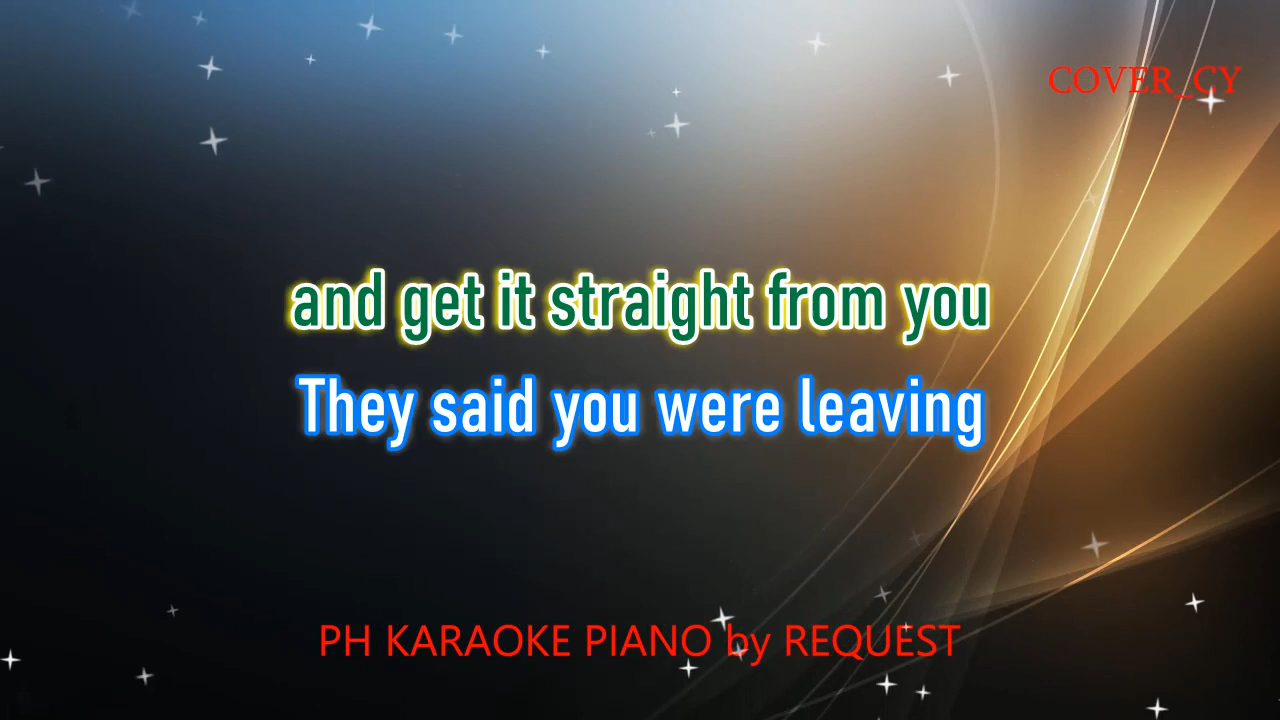 COVER_CY
and get it straight from you
They said you were leaving
PH KARAOKE PIANO by REQUEST